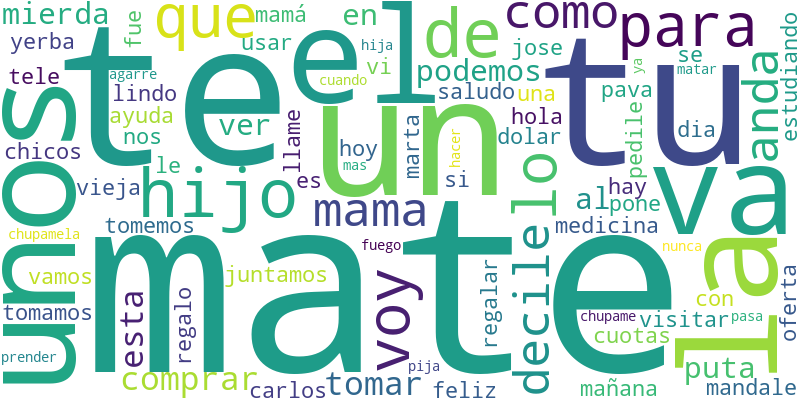 mierda
que
mamá
en
como
para
fue
yerba
usar
hija
de
jose
se
estudiando
tele
te
agarre
cuando
el
vi
podemos
tu
ya
matar
anda
lindo
saludo
una
pava
unos
ayuda
ver
un
hola
dia
nos
llame
hoy
marta
hacer
dolar
pedile
chicos
le
mas
lo
va
vieja
hijo
es
si
al
hay
pone
tomemos
mama
medicina
la
chupamela
mate
fuego
nunca
vamos
juntamos
voy
decile
con
oferta
tomamos
esta
regalo
regalar
chupame
visitar
pasa
prender
cuotas
comprar
pija
puta
carlos
tomar
feliz
mañana
mandale